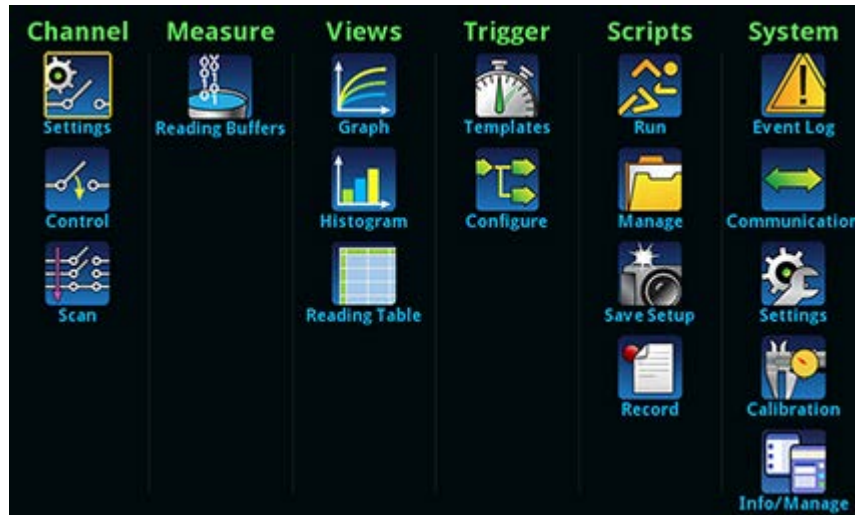 Channel Measure Views Trigger Scripts System
Settings Reading Buffers Graph Templates Run Event Log
Control Histogram Configure Manage Communication
Scan Reading Table Save Setup Settings
Record Calibration
Info/Manage